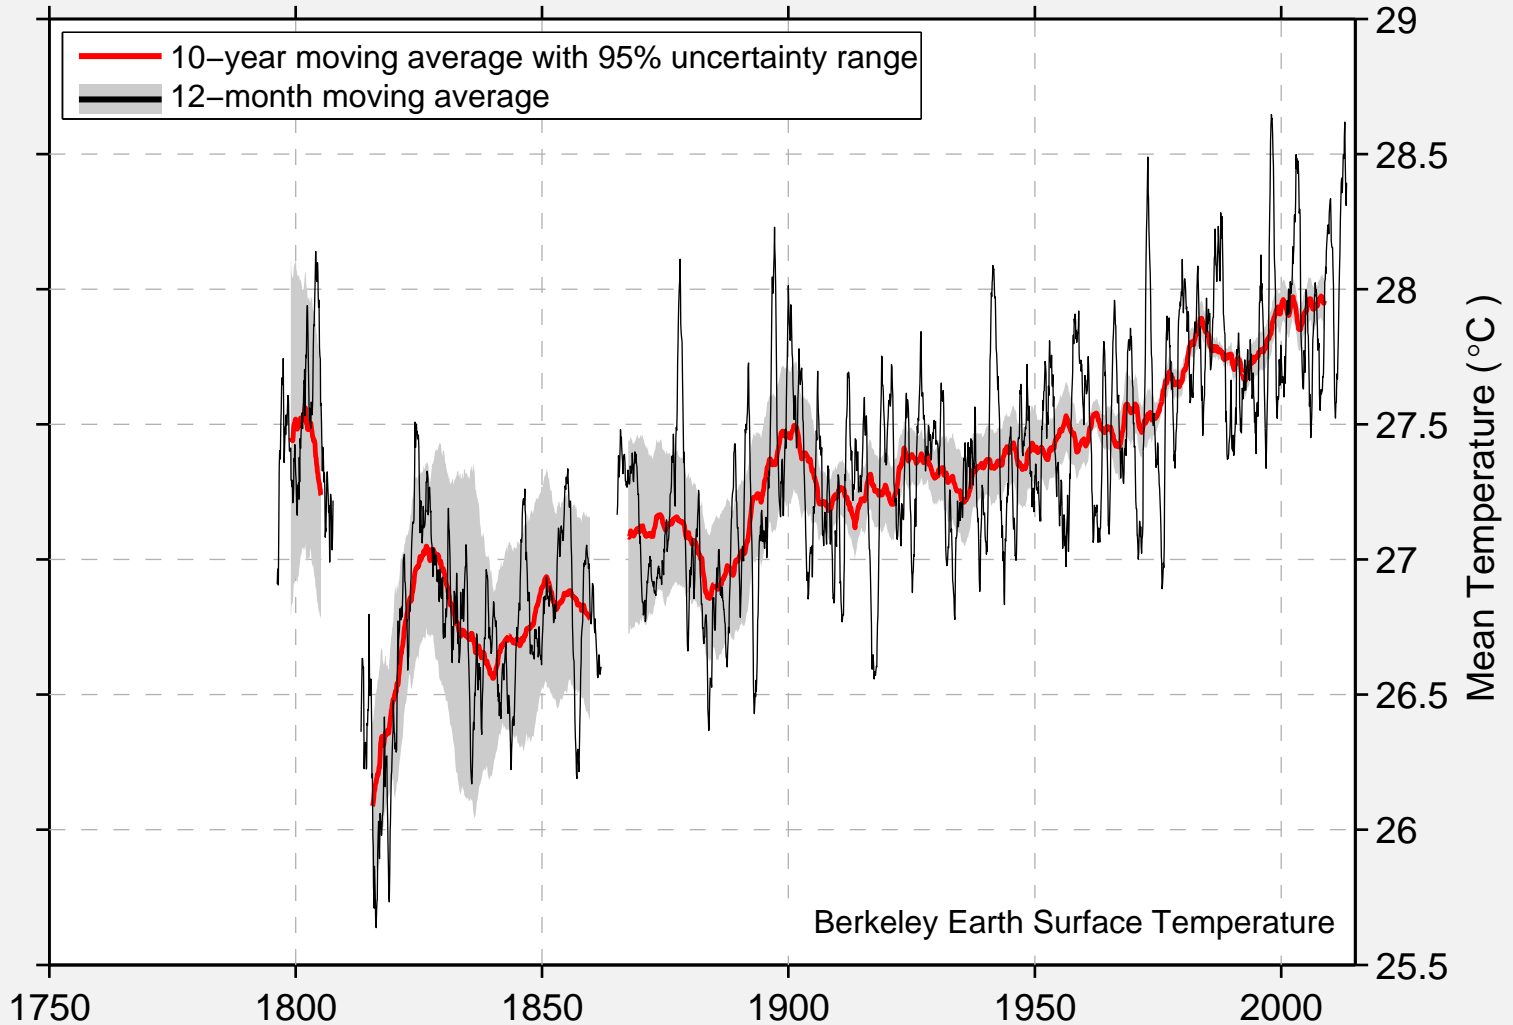 10−year moving average with 95% uncertainty range
12−month moving average
29
28.5
28
27.5
27
26.5
26
25.5
Mean Temperature (°C )
Berkeley Earth Surface Temperature
1750 1800 1850 1900 1950 2000